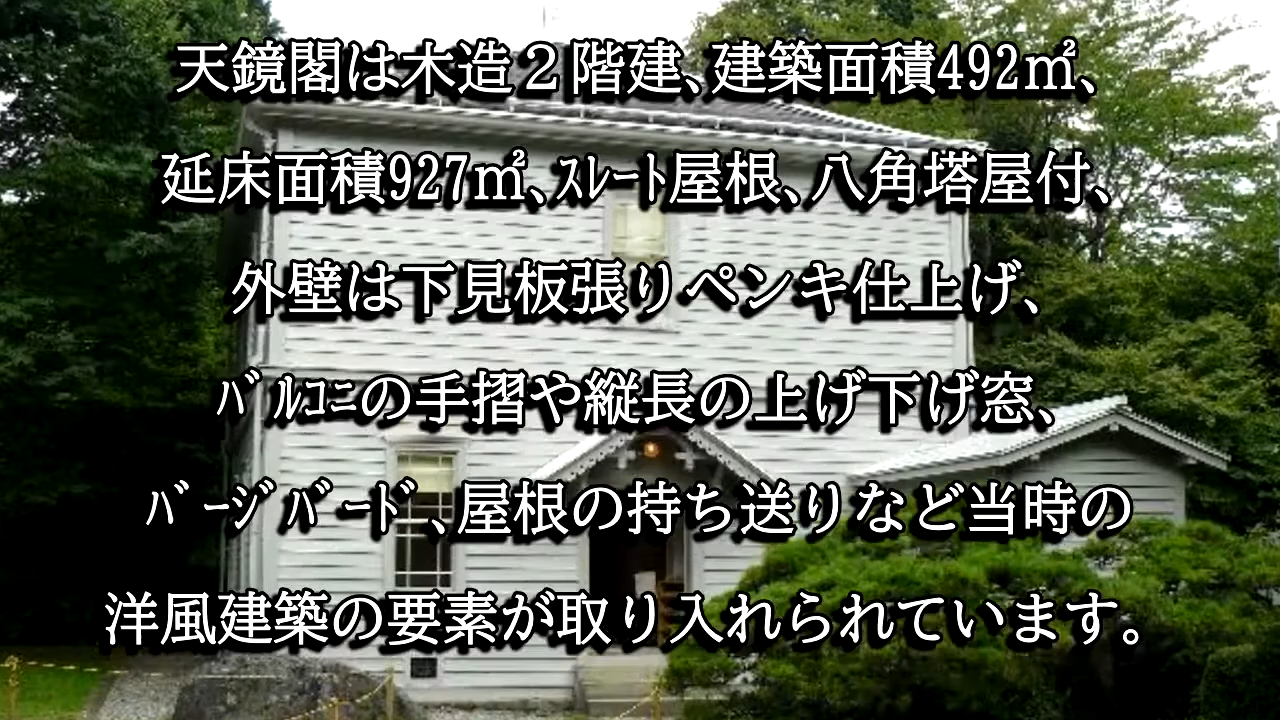 天鏡閣は木造２階建､建築面積492㎡､
延床面積927㎡､ｽﾚｰﾄ屋根､八角塔屋付､
外壁は下見板張りペンキ仕上げ､
ﾊﾞﾙｺﾆの手摺や縦長の上げ下げ窓､
ﾊﾞｰｼﾞﾊﾞｰﾄﾞ､屋根の持ち送りなど当時の
洋風建築の要素が取り入れられています｡